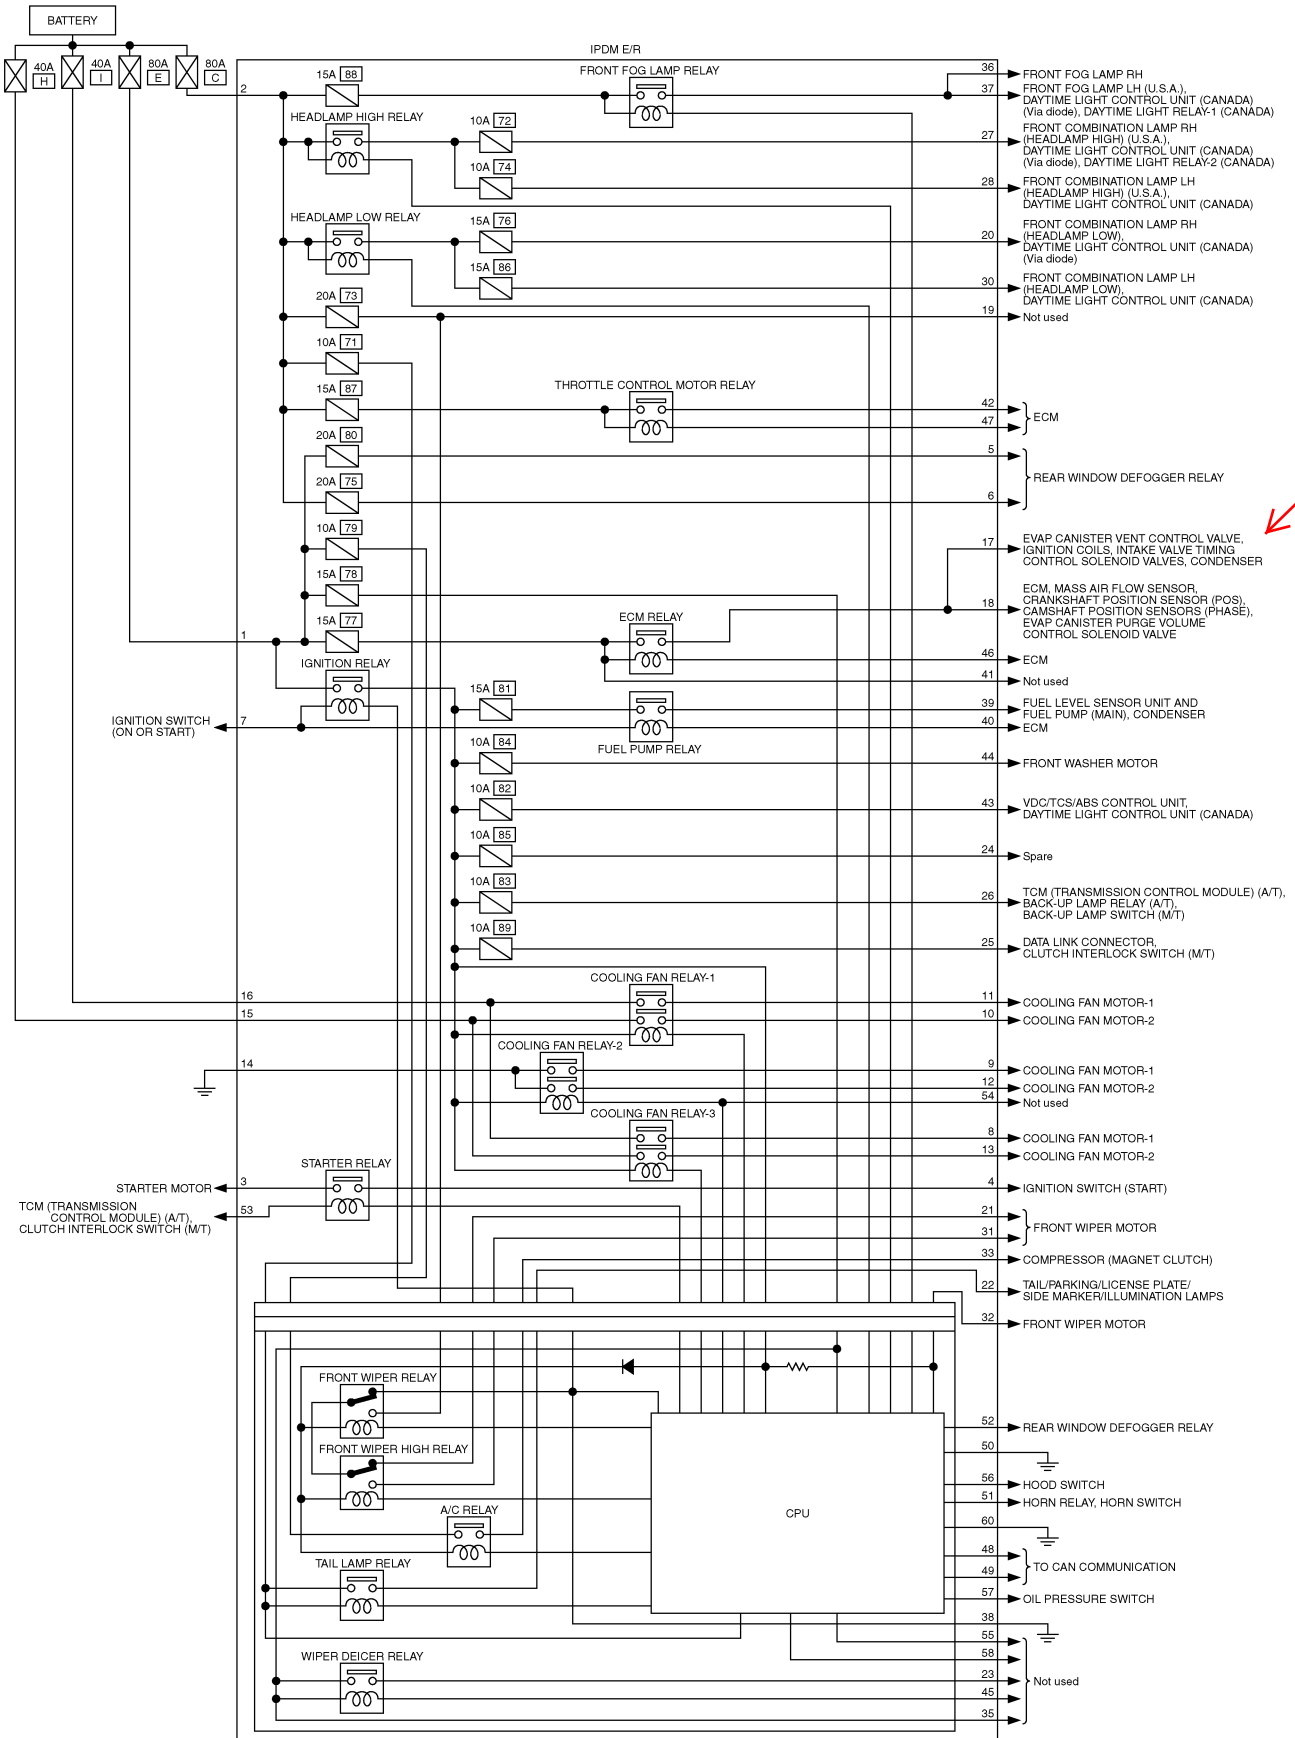 BATTERY
40A
H
40A
I
80A
E
80A
C
IPDM E/R
2
15A 88
FRONT FOG LAMP RELAY
36
FRONT FOG LAMP RH
37
FRONT FOG LAMP LH (U.S.A.),
DAYTIME LIGHT CONTROL UNIT (CANADA)
(Via diode), DAYTIME LIGHT RELAY-1 (CANADA)
HEADLAMP HIGH RELAY
10A 72
27
FRONT COMBINATION LAMP RH
(HEADLAMP HIGH) (U.S.A.),
DAYTIME LIGHT CONTROL UNIT (CANADA)
(Via diode), DAYTIME LIGHT RELAY-2 (CANADA)
10A 74
28
FRONT COMBINATION LAMP LH
(HEADLAMP HIGH) (U.S.A.),
DAYTIME LIGHT CONTROL UNIT (CANADA)
HEADLAMP LOW RELAY
15A 76
20
FRONT COMBINATION LAMP RH
(HEADLAMP LOW),
DAYTIME LIGHT CONTROL UNIT (CANADA)
(Via diode)
15A 86
30
FRONT COMBINATION LAMP LH
(HEADLAMP LOW),
DAYTIME LIGHT CONTROL UNIT (CANADA)
20A 73
19
Not used
10A 71
15A 87
THROTTLE CONTROL MOTOR RELAY
42
47
ECM
20A 80
5
20A 75
6
REAR WINDOW DEFOGGER RELAY
10A 79
17
EVAP CANISTER VENT CONTROL VALVE,
IGNITION COILS, INTAKE VALVE TIMING
CONTROL SOLENOID VALVES, CONDENSER
15A 78
18
ECM, MASS AIR FLOW SENSOR,
CRANKSHAFT POSITION SENSOR (POS),
CAMSHAFT POSITION SENSORS (PHASE),
EVAP CANISTER PURGE VOLUME
CONTROL SOLENOID VALVE
1
15A 77
ECM RELAY
46
ECM
41
Not used
IGNITION RELAY
15A 81
39
FUEL LEVEL SENSOR UNIT AND
FUEL PUMP (MAIN), CONDENSER
IGNITION SWITCH
(ON OR START)
7
40
ECM
FUEL PUMP RELAY
10A 84
44
FRONT WASHER MOTOR
10A 82
43
VDC/TCS/ABS CONTROL UNIT,
DAYTIME LIGHT CONTROL UNIT (CANADA)
10A 85
24
Spare
10A 83
26
TCM (TRANSMISSION CONTROL MODULE) (A/T),
BACK-UP LAMP RELAY (A/T),
BACK-UP LAMP SWITCH (M/T)
10A 89
25
DATA LINK CONNECTOR,
CLUTCH INTERLOCK SWITCH (M/T)
COOLING FAN RELAY-1
16
11
COOLING FAN MOTOR-1
15
10
COOLING FAN MOTOR-2
COOLING FAN RELAY-2
14
9
COOLING FAN MOTOR-1
12
COOLING FAN MOTOR-2
54
Not used
COOLING FAN RELAY-3
8
COOLING FAN MOTOR-1
13
COOLING FAN MOTOR-2
STARTER RELAY
STARTER MOTOR
3
4
IGNITION SWITCH (START)
TCM (TRANSMISSION
CONTROL MODULE) (A/T),
CLUTCH INTERLOCK SWITCH (M/T)
53
21
31
FRONT WIPER MOTOR
33
COMPRESSOR (MAGNET CLUTCH)
22
TAIL/PARKING/LICENSE PLATE/
SIDE MARKER/ILLUMINATION LAMPS
32
FRONT WIPER MOTOR
FRONT WIPER RELAY
52
REAR WINDOW DEFOGGER RELAY
FRONT WIPER HIGH RELAY
50
56
HOOD SWITCH
51
HORN RELAY, HORN SWITCH
A/C RELAY
CPU
60
TAIL LAMP RELAY
48
49
TO CAN COMMUNICATION
57
OIL PRESSURE SWITCH
38
55
58
WIPER DEICER RELAY
23
45
35
Not used